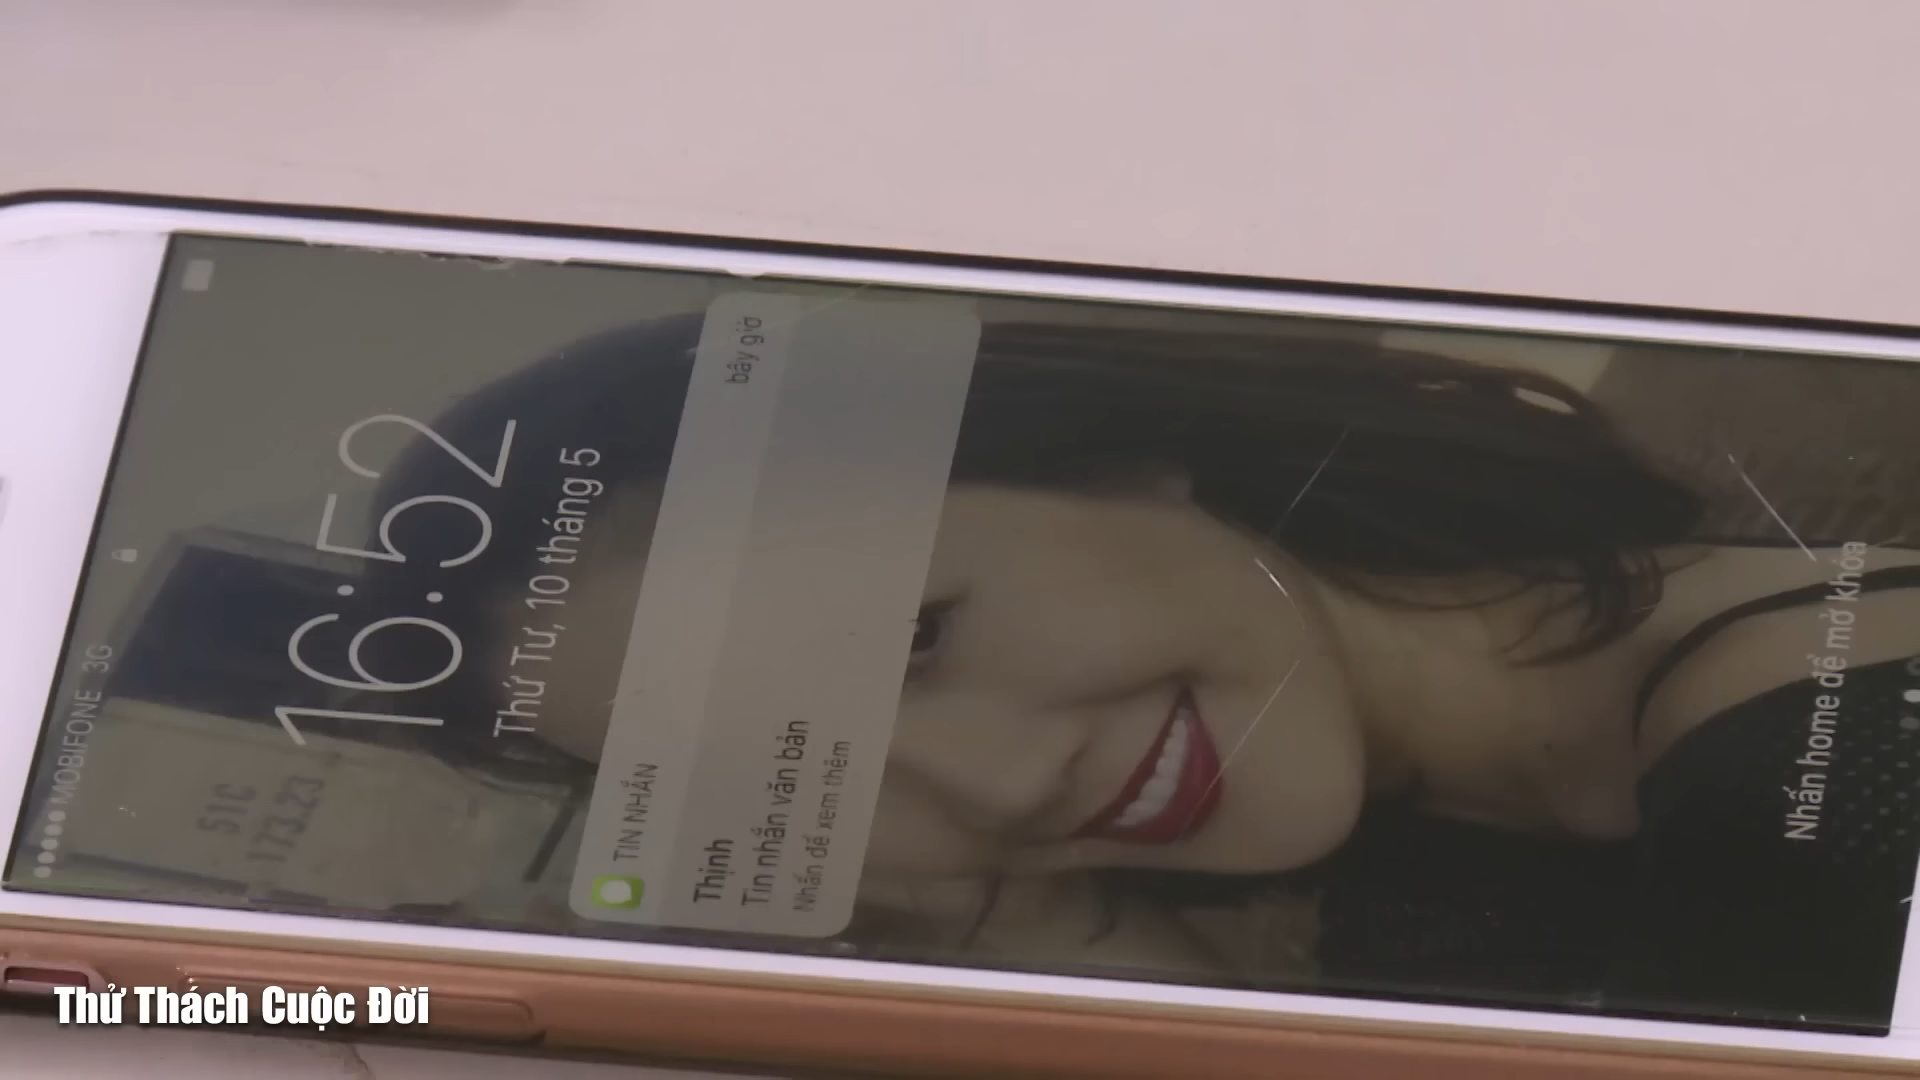 MOBIFONE 3G
16:52
Thứ Tư, 10 tháng 5
TIN NHẮN
bây giờ
Thịnh
Tin nhắn văn bản
Nhấn để xem thêm
51C
173.23
Nhấn home để mở khóa
Thử Thách Cuộc Đời